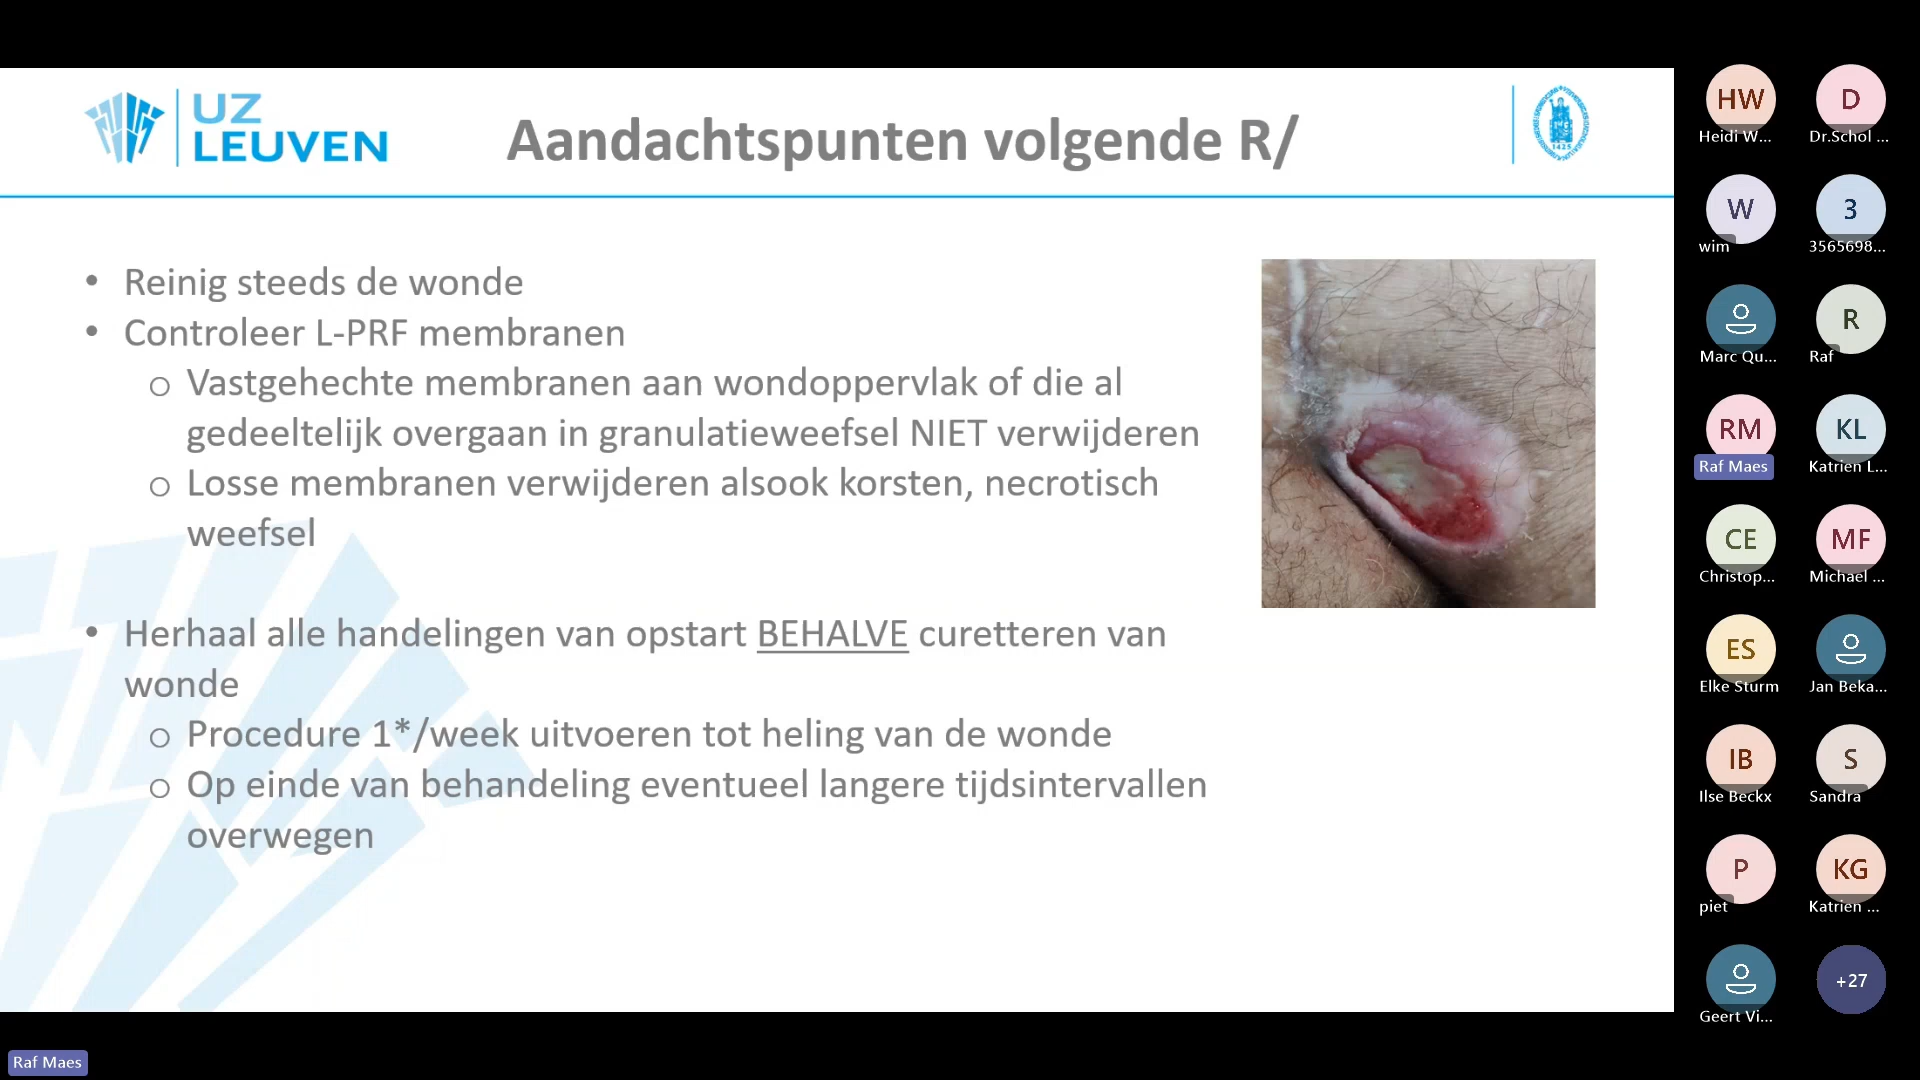 UZ
LEUVEN
Aandachtspunten volgende R/
1425
• Reinig steeds de wonde
• Controleer L-PRF membranen
o Vastgehechte membranen aan wondoppervlak of die al
gedeeltelijk overgaan in granulatieweefsel NIET verwijderen
o Losse membranen verwijderen alsook korsten, necrotisch
weefsel
• Herhaal alle handelingen van opstart BEHALVE curetteren van
wonde
o Procedure 1*/week uitvoeren tot heling van de wonde
o Op einde van behandeling eventueel langere tijdsintervallen
overwegen
HW
Heidi W...
D
Dr.Schol ...
W
wim
3
3565698...
Marc Qu...
R
Raf
RM
Raf Maes
KL
Katrien L...
CE
Christop...
MF
Michael ...
ES
Elke Sturm
Jan Beka...
IB
Ilse Beckx
S
Sandra
P
piet
KG
Katrien ...
Geert Vi...
+27
Raf Maes